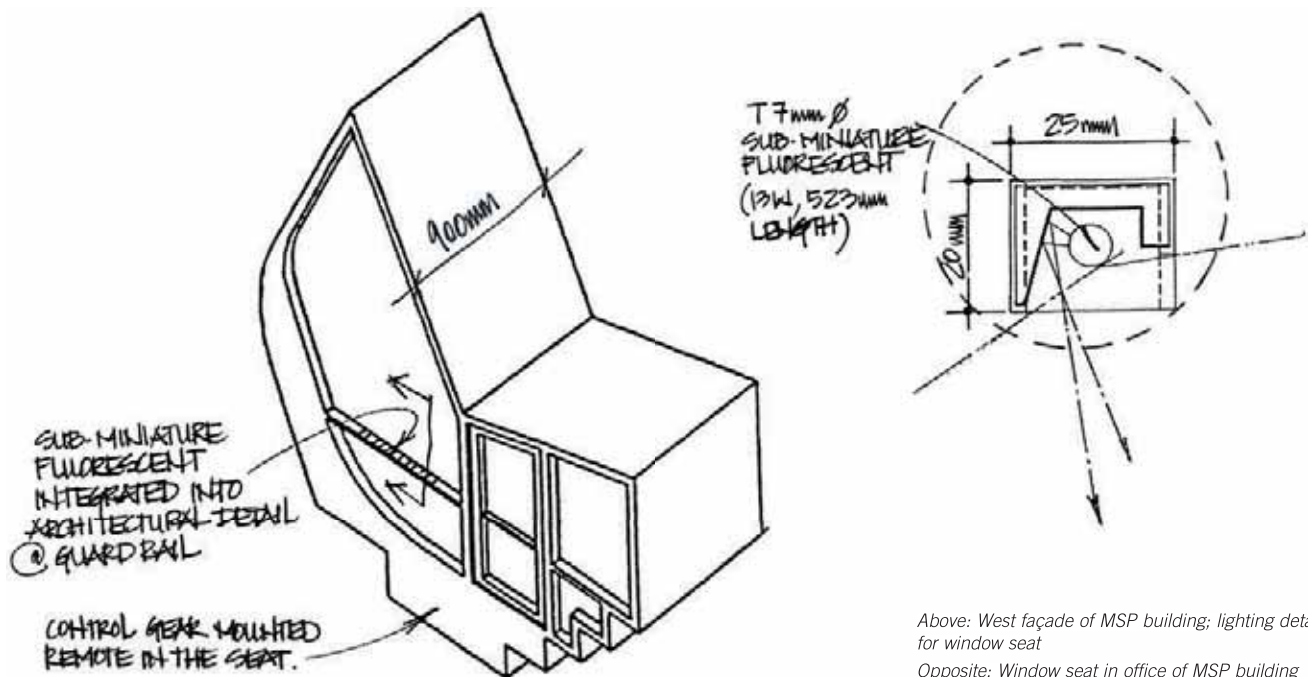 T 7mm Ø
SUB-MINIATURE
FLUORESCENT
(13W, 523mm
LENGTH)
25mm
20mm
900mm
SUB-MINIATURE
FLUORESCENT
INTEGRATED INTO
ARCHITECTURAL DETAIL
@ GUARD RAIL
CONTROL GEAR MOUNTED
REMOTE IN THE SEAT.
Above: West façade of MSP building; lighting deta
for window seat
Opposite: Window seat in office of MSP building